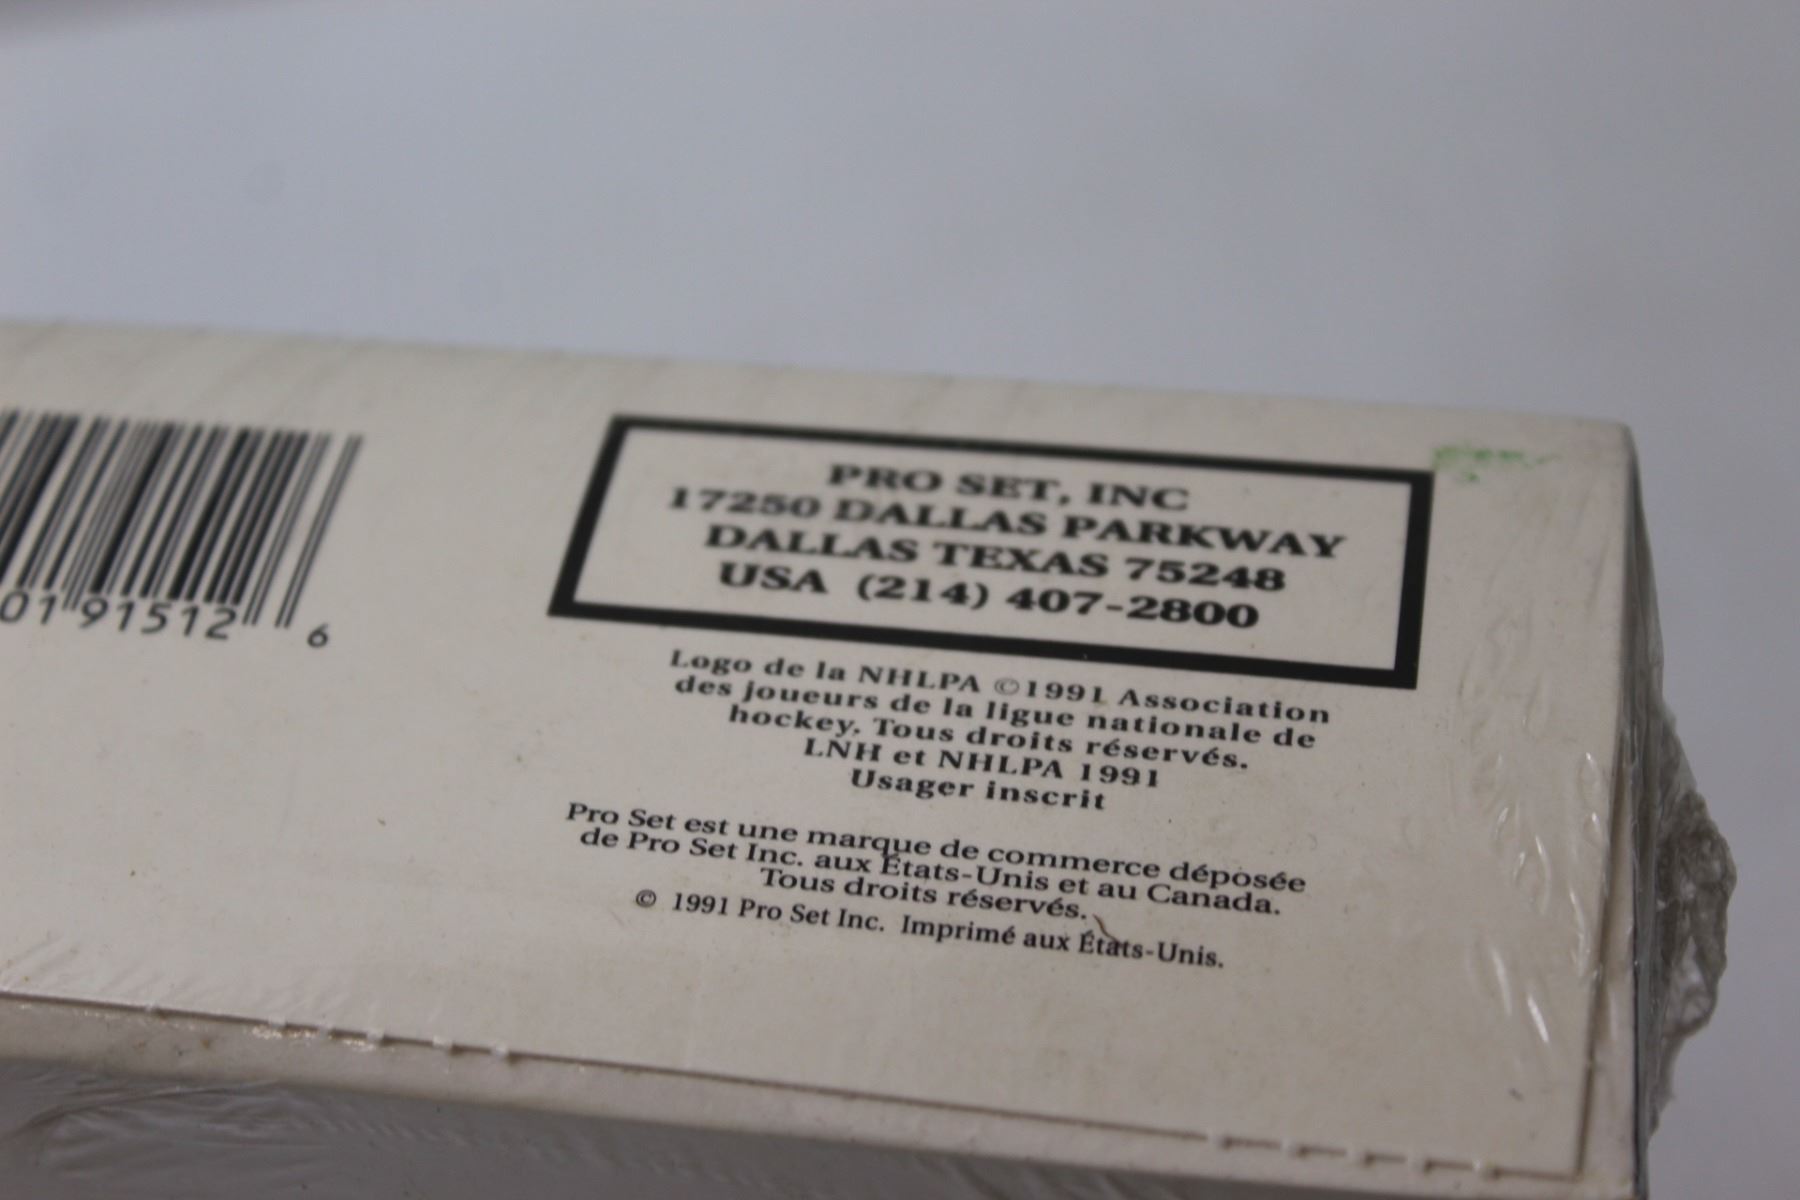 PRO SET, INC
17250 DALLAS PARKWAY
DALLAS TEXAS 75248
USA (214) 407-2800
Logo de la NHLPA ©1991 Association
des joueurs de la ligue nationale de
hockey, Tous droits réservés.
LNH et NHLPA 1991
Usager inscrit
Pro Set est une marque de commerce déposée
de Pro Set Inc. aux États-Unis et au Canada.
Tous droits réservés.
© 1991 Pro Set Inc. Imprimé aux États-Unis.
0191512 6